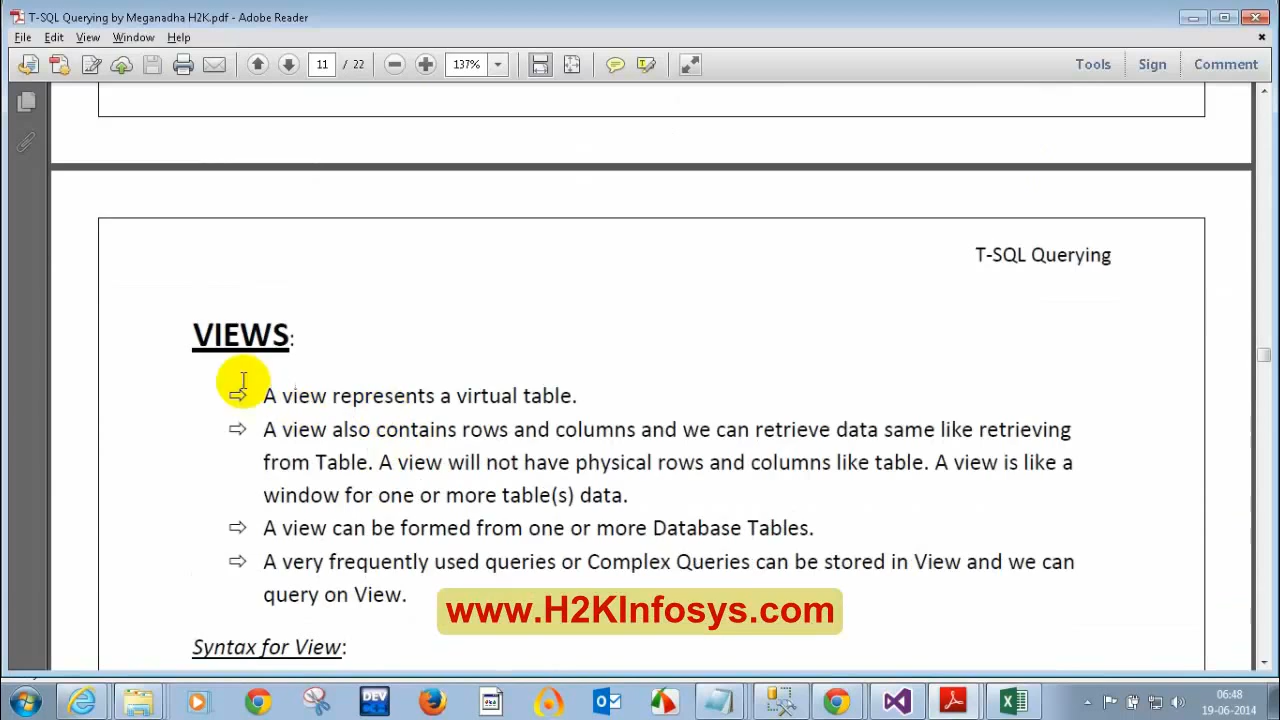 T-SQL Querying by Meganadha H2K.pdf - Adobe Reader
File Edit View Window Help
11 / 22 137% Tools Sign Comment
T-SQL Querying
VIEWS:
A view represents a virtual table.
A view also contains rows and columns and we can retrieve data same like retrieving
from Table. A view will not have physical rows and columns like table. A view is like a
window for one or more table(s) data.
A view can be formed from one or more Database Tables.
A very frequently used queries or Complex Queries can be stored in View and we can
query on View.
www.H2KInfosys.com
Syntax for View:
DEV
06:48
19-06-2014